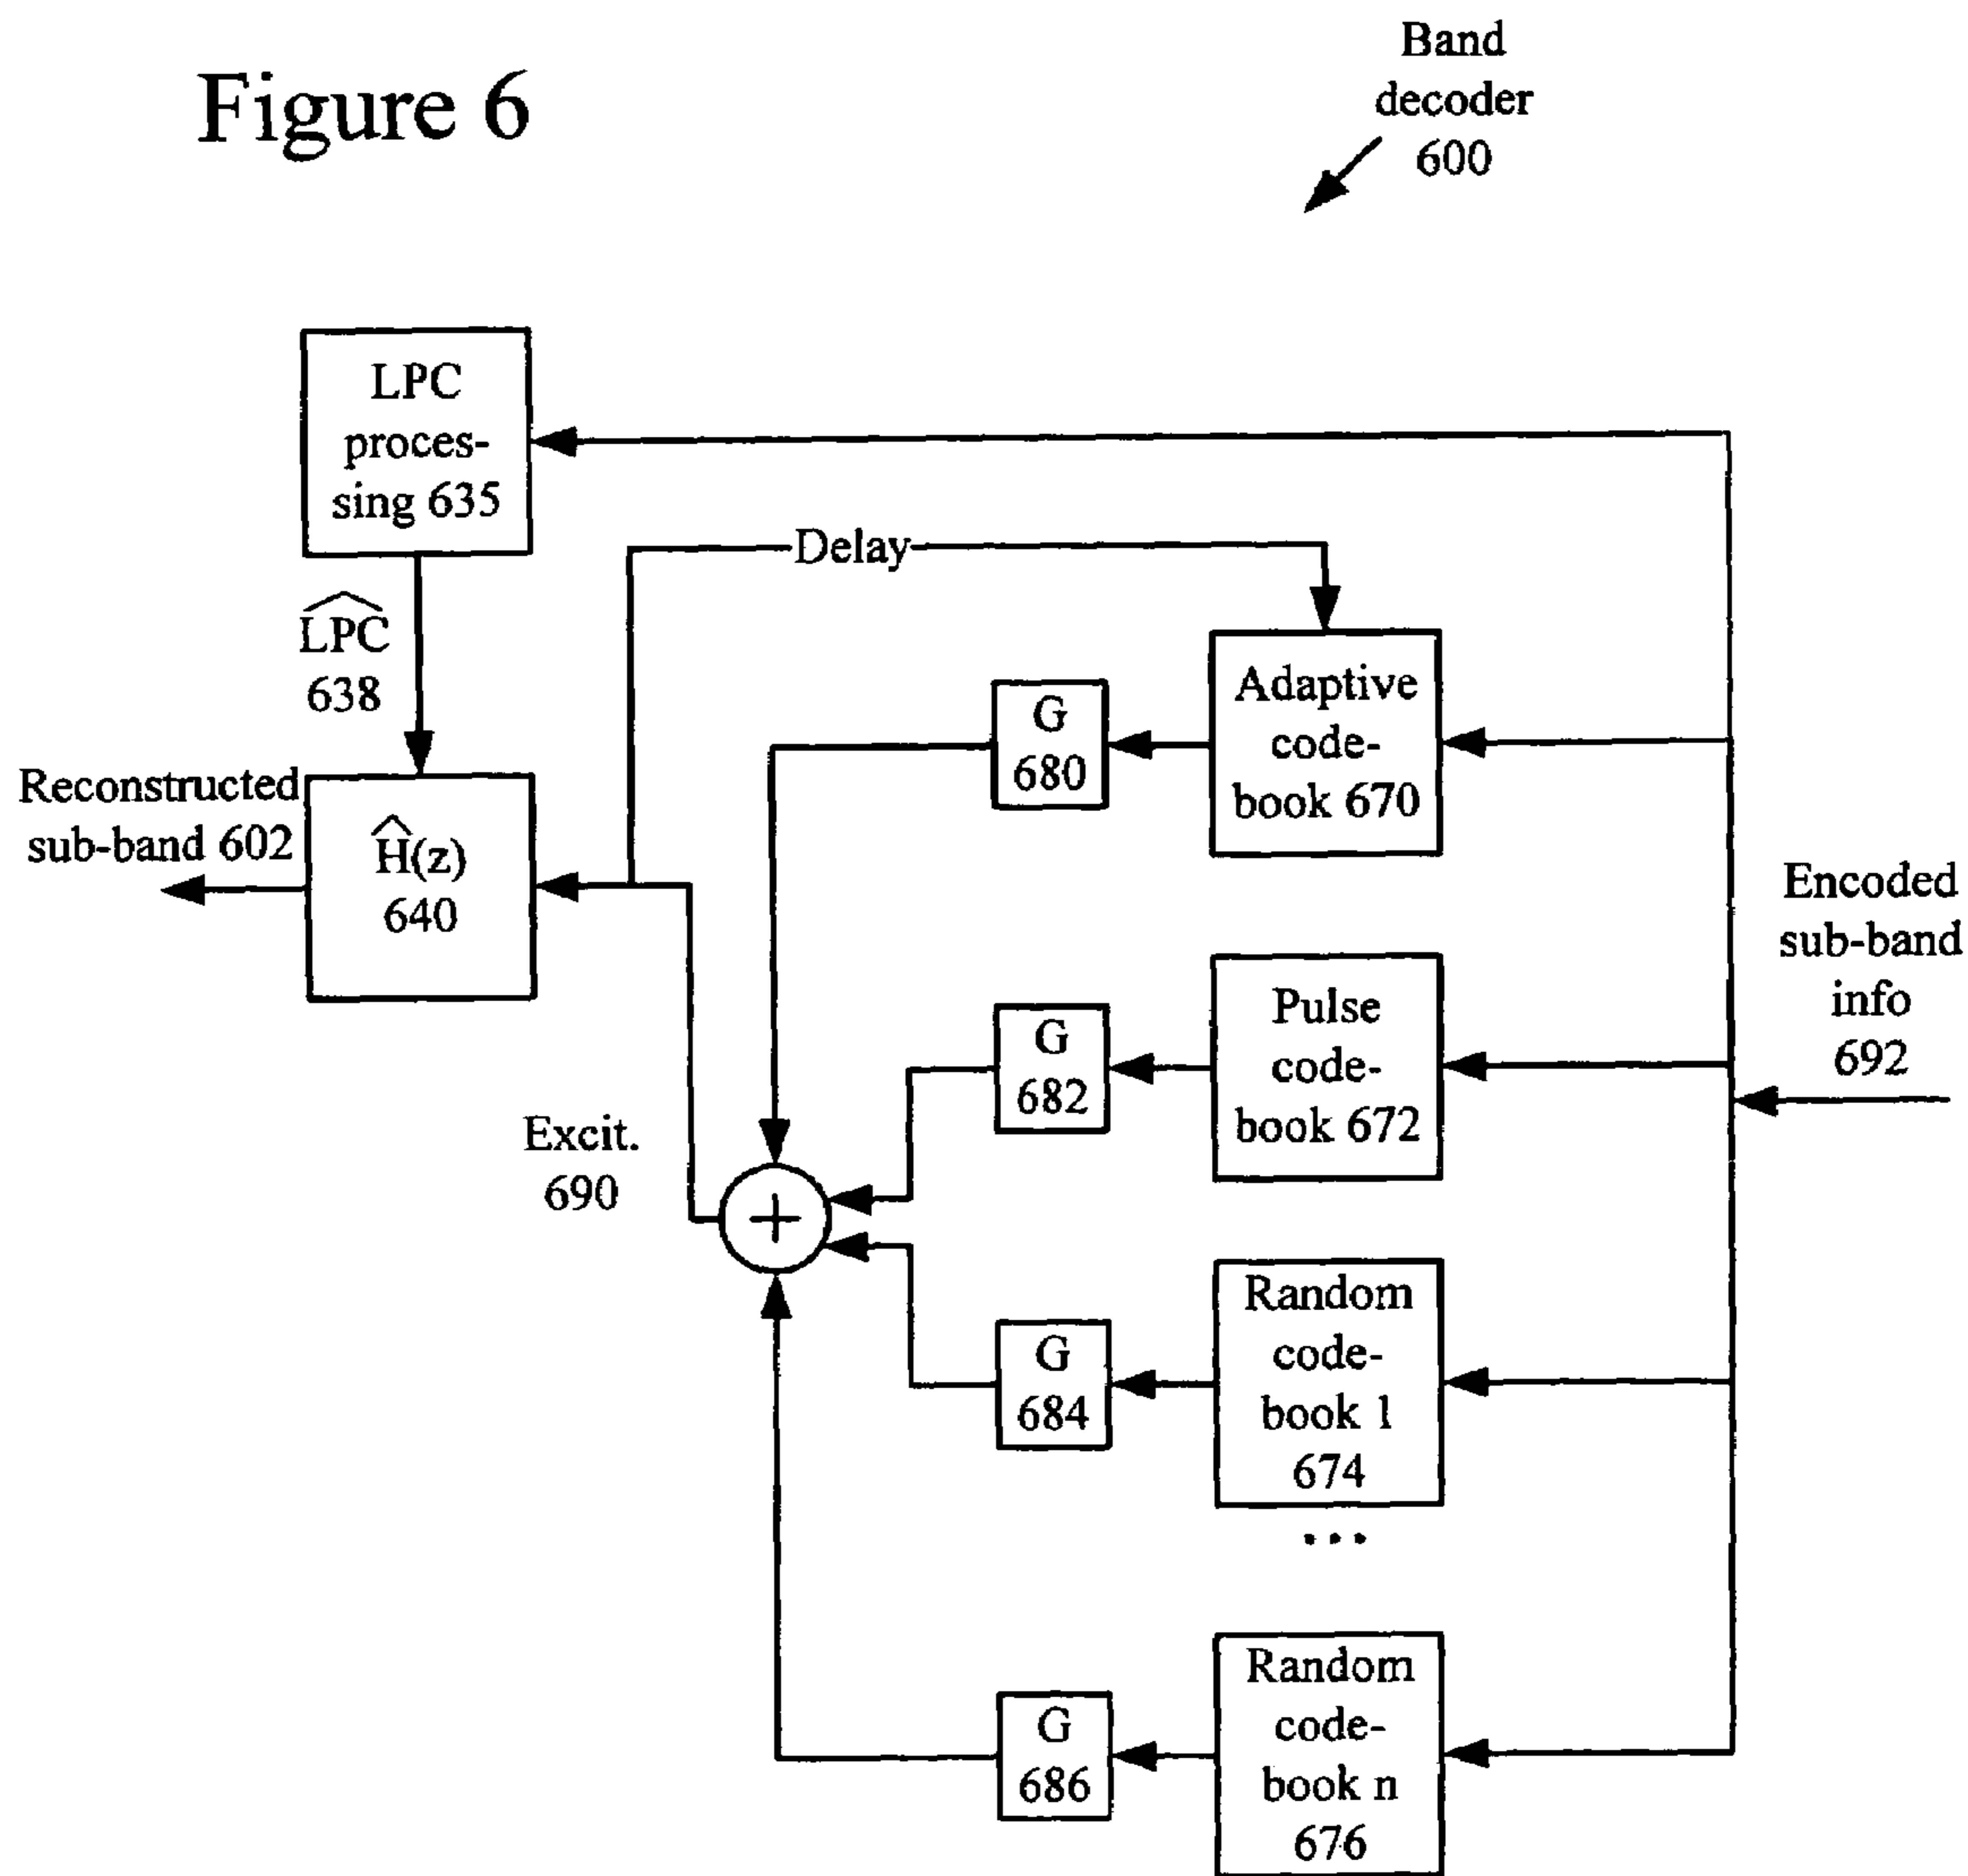 Figure 6
Band
decoder
600
LPC
proces-
sing 635
Delay
LPC
638
Adaptive
code-
book 670
G
680
Reconstructed
sub-band 602
Ĥ(z)
640
Encoded
sub-band
info
692
Pulse
code-
book 672
G
682
Excit.
690
+
Random
code-
book 1
674
G
684
...
Random
code-
book n
676
G
686